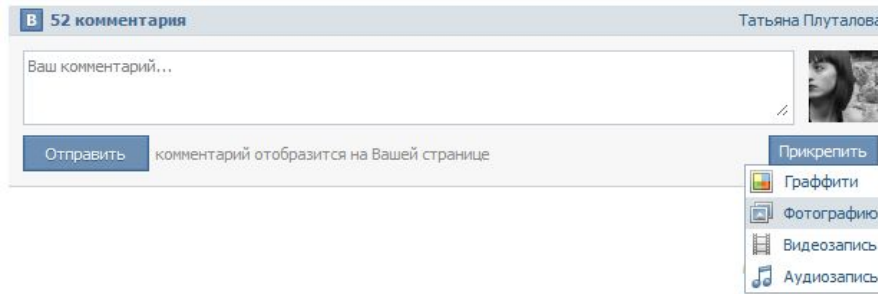 В 52 комментария Татьяна Плуталова
Ваш комментарий...
Отправить комментарий отобразится на Вашей странице Прикрепить
Граффити
Фотографию
Видеозапись
Аудиозапись